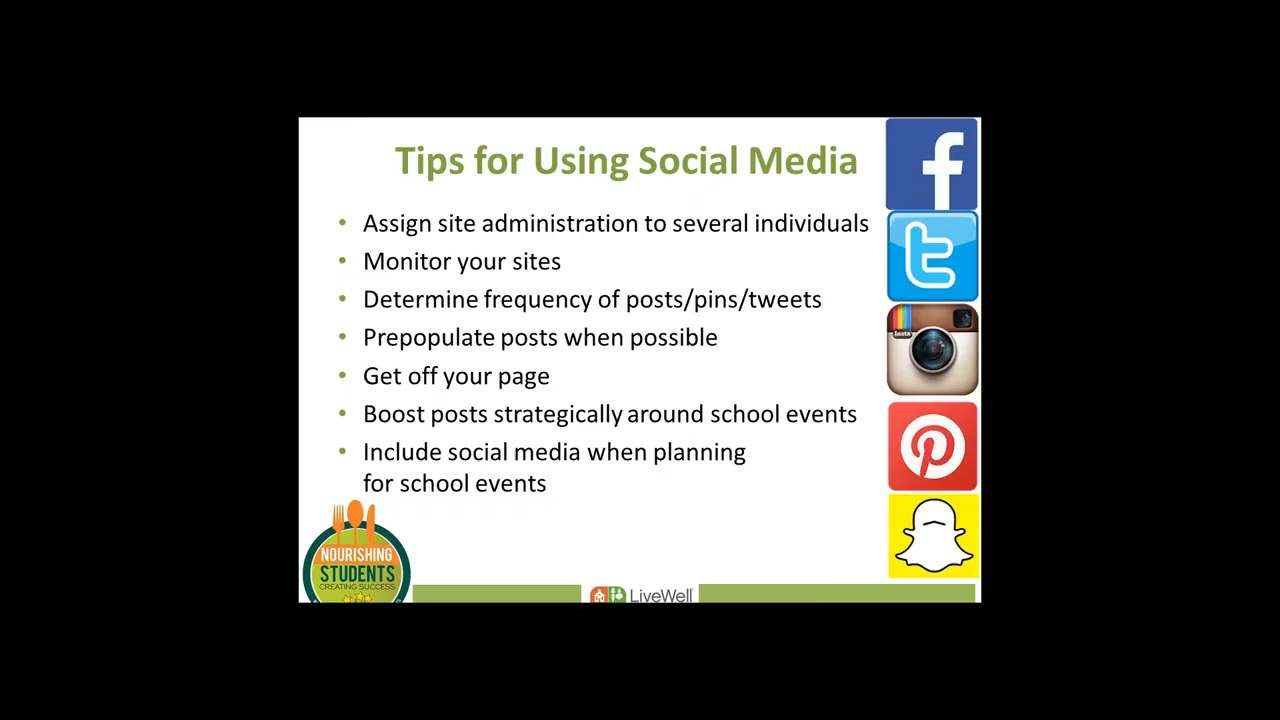 Tips for Using Social Media
• Assign site administration to several individuals
• Monitor your sites
• Determine frequency of posts/pins/tweets
• Prepopulate posts when possible
• Get off your page
• Boost posts strategically around school events
• Include social media when planning
for school events
Insta
NOURISHING
STUDENTS
CREATING SUCCESS
LiveWell